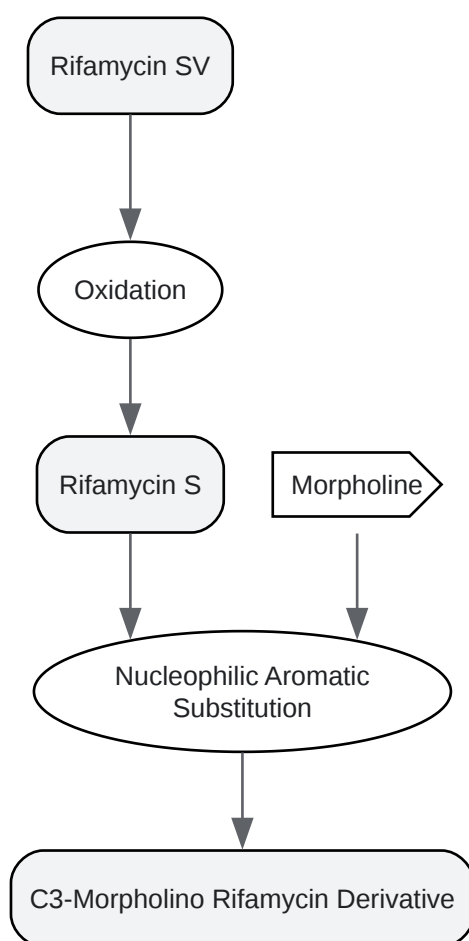 Rifamycin SV
Oxidation
Rifamycin S
Morpholine
Nucleophilic Aromatic
Substitution
C3-Morpholino Rifamycin Derivative